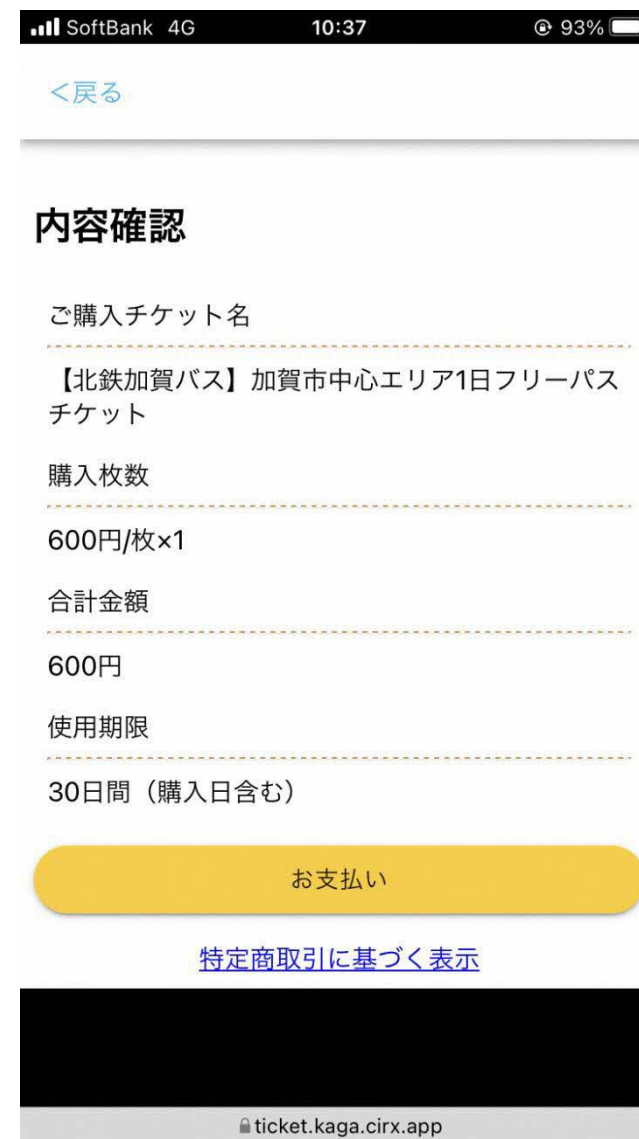 SoftBank 4G 10:37 93%
<戻る
内容確認
ご購入チケット名
【北鉄加賀バス】加賀市中心エリア1日フリーパス
チケット
購入枚数
600円/枚×1
合計金額
600円
使用期限
30日間（購入日含む）
お支払い
特定商取引に基づく表示
ticket.kaga.cirx.app